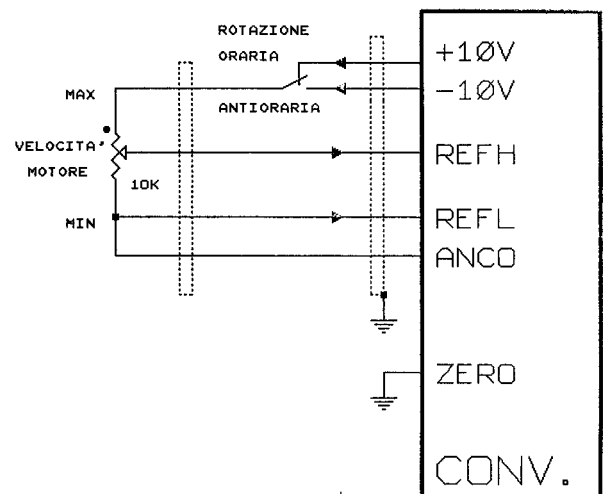 ROTAZIONE
ORARIA
+10V
MAX
-10V
ANTIORARIA
VELOCITA'
MOTORE
REFH
10K
MIN
REFL
ANCO
ZERO
CONV.